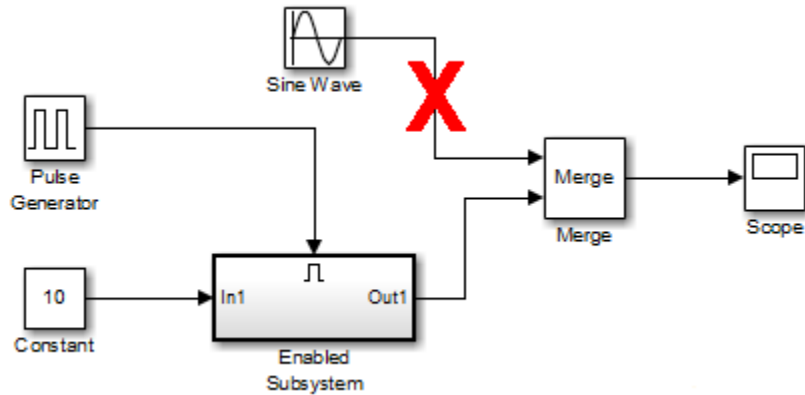 Sine Wave
Pulse
Generator
Merge
Merge
Scope
In1
Out1
10
Constant
Enabled
Subsystem